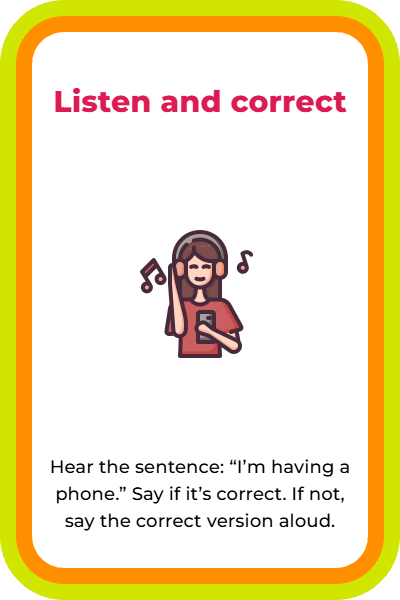 Listen and correct
Hear the sentence: “I’m having a
phone.” Say if it’s correct. If not,
say the correct version aloud.